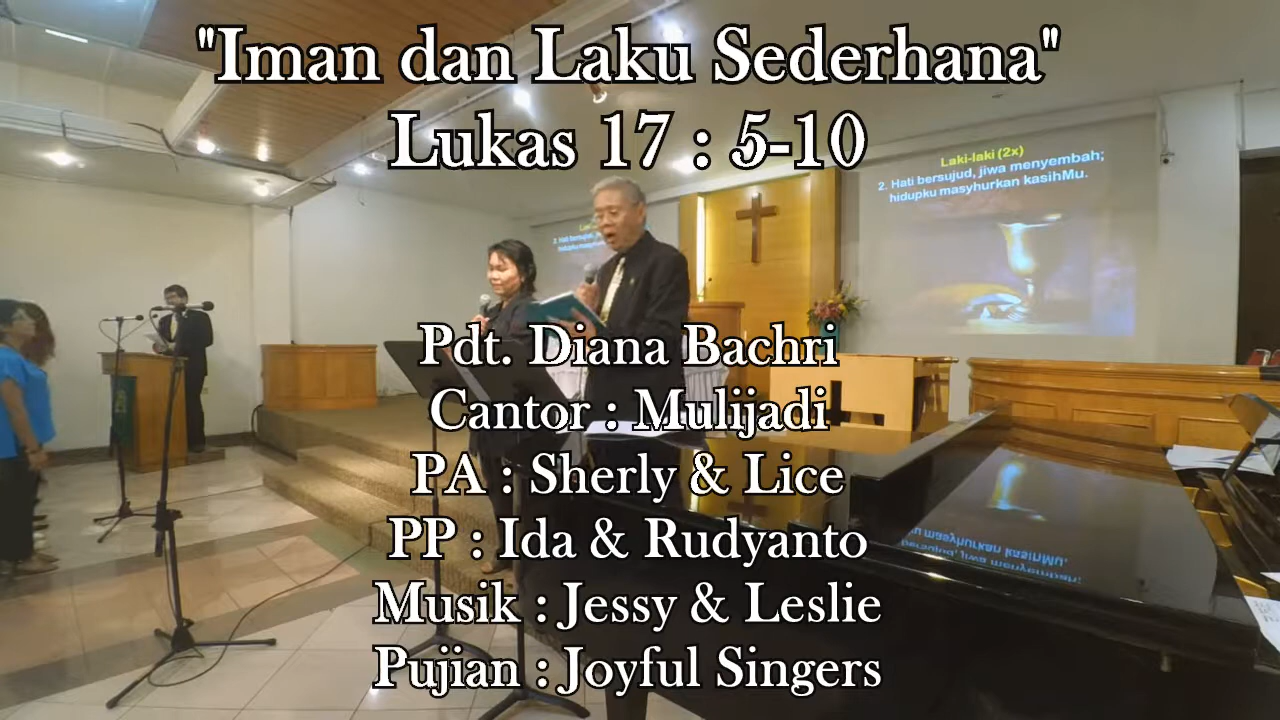 "Iman dan Laku Sederhana"
Lukas 17 : 5-10
Laki-laki (2x)
2. Hati bersujud, jiwa menyembah;
hidupku masyhurkan kasihMu.
Pdt. Diana Bachri
Cantor : Mulijadi
PA : Sherly & Lice
PP : Ida & Rudyanto
Musik : Jessy & Leslie
Pujian : Joyful Singers